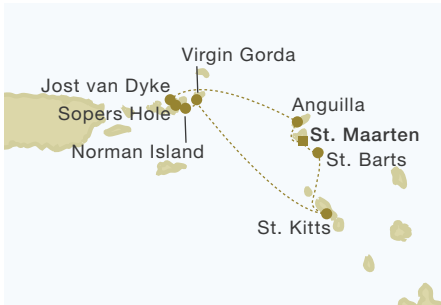 Virgin Gorda
Jost van Dyke
Sopers Hole
Norman Island
Anguilla
St. Maarten
St. Barts
St. Kitts